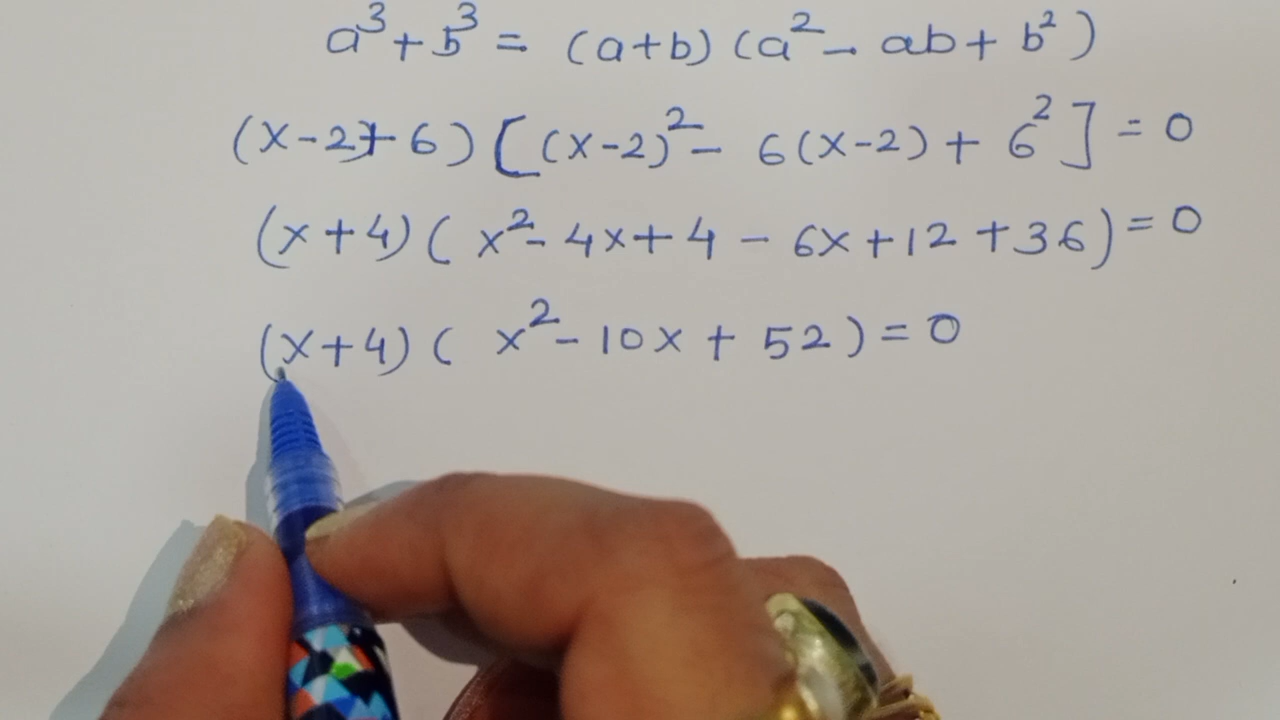 a³ + b³ = (a+b) (a² - ab + b²)
(x-2)+6) [(x-2)² - 6(x-2) + 6²] = 0
(x+4) ( x² - 4x + 4 - 6x + 12 + 36) = 0
(x+4) ( x² - 10x + 52) = 0